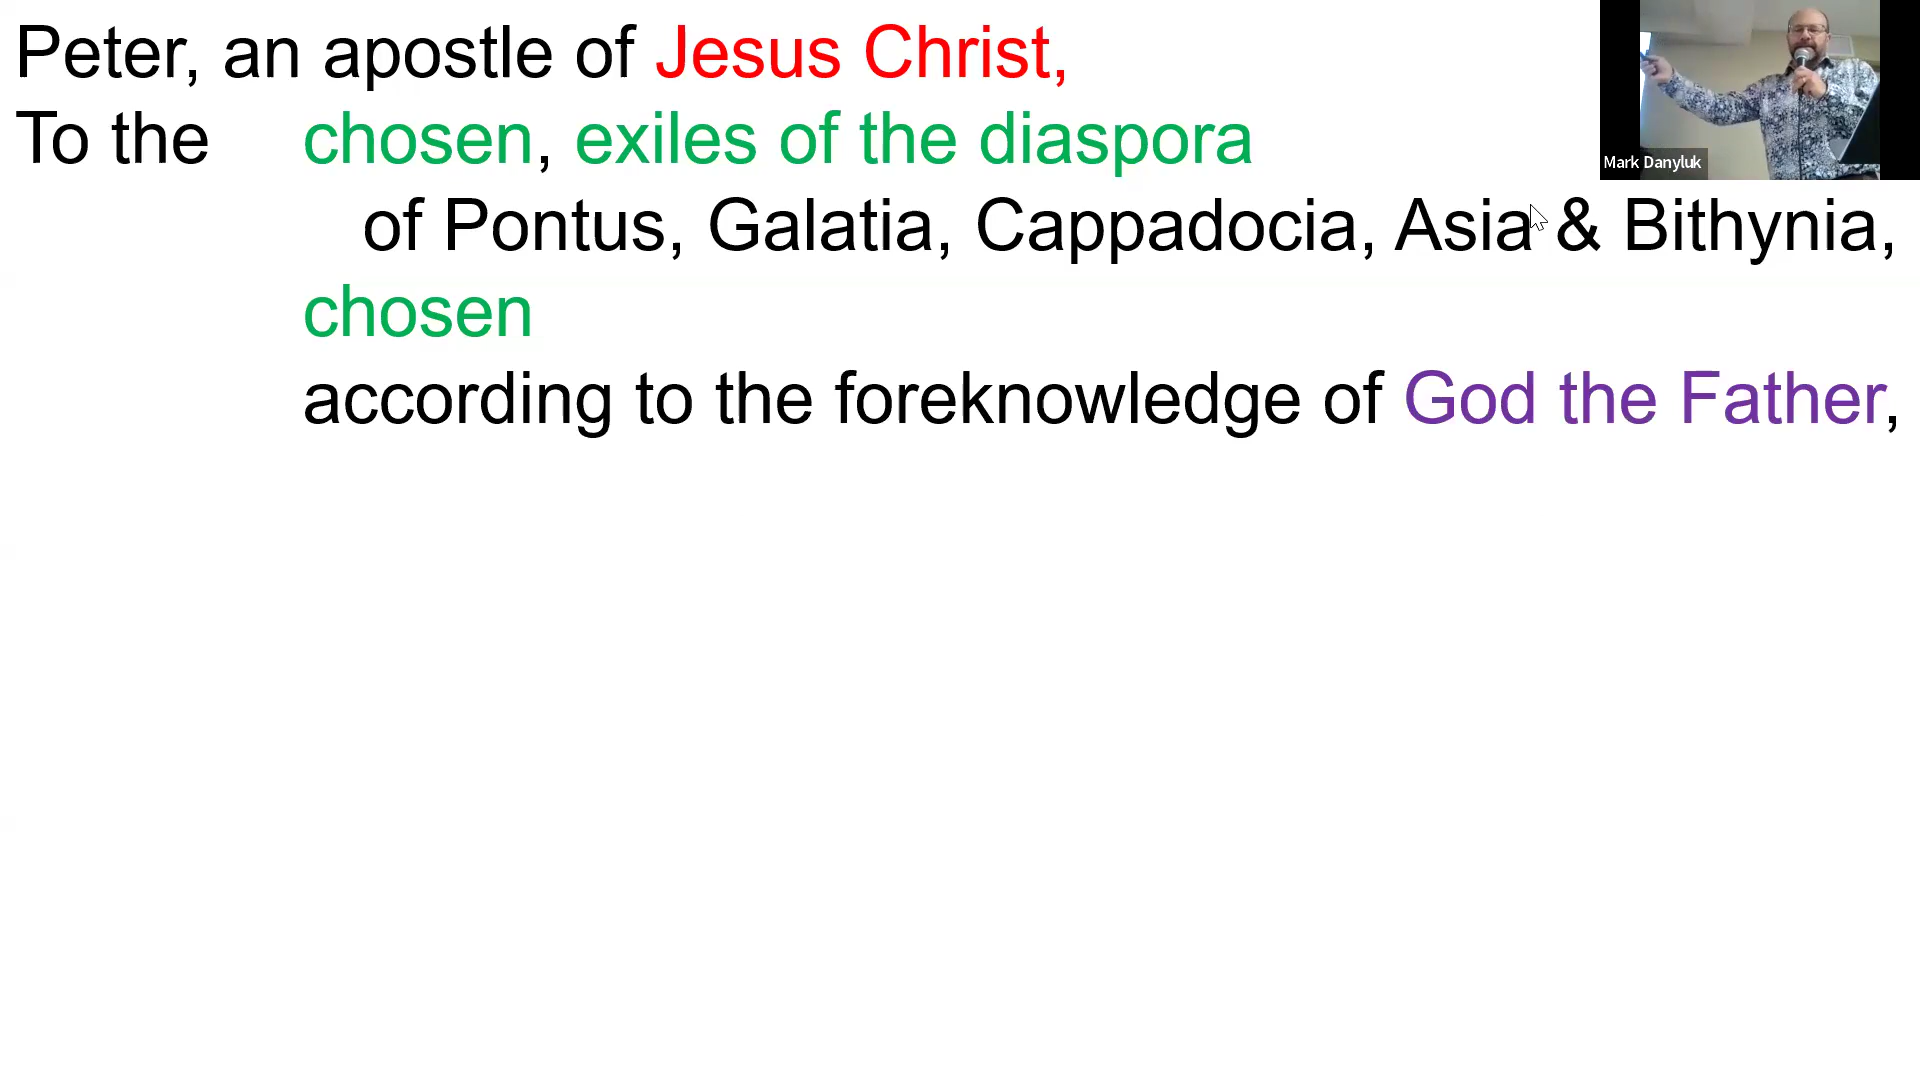 Peter, an apostle of Jesus Christ,
To the chosen, exiles of the diaspora
of Pontus, Galatia, Cappadocia, Asia & Bithynia,
chosen
according to the foreknowledge of God the Father,
Mark Danyluk